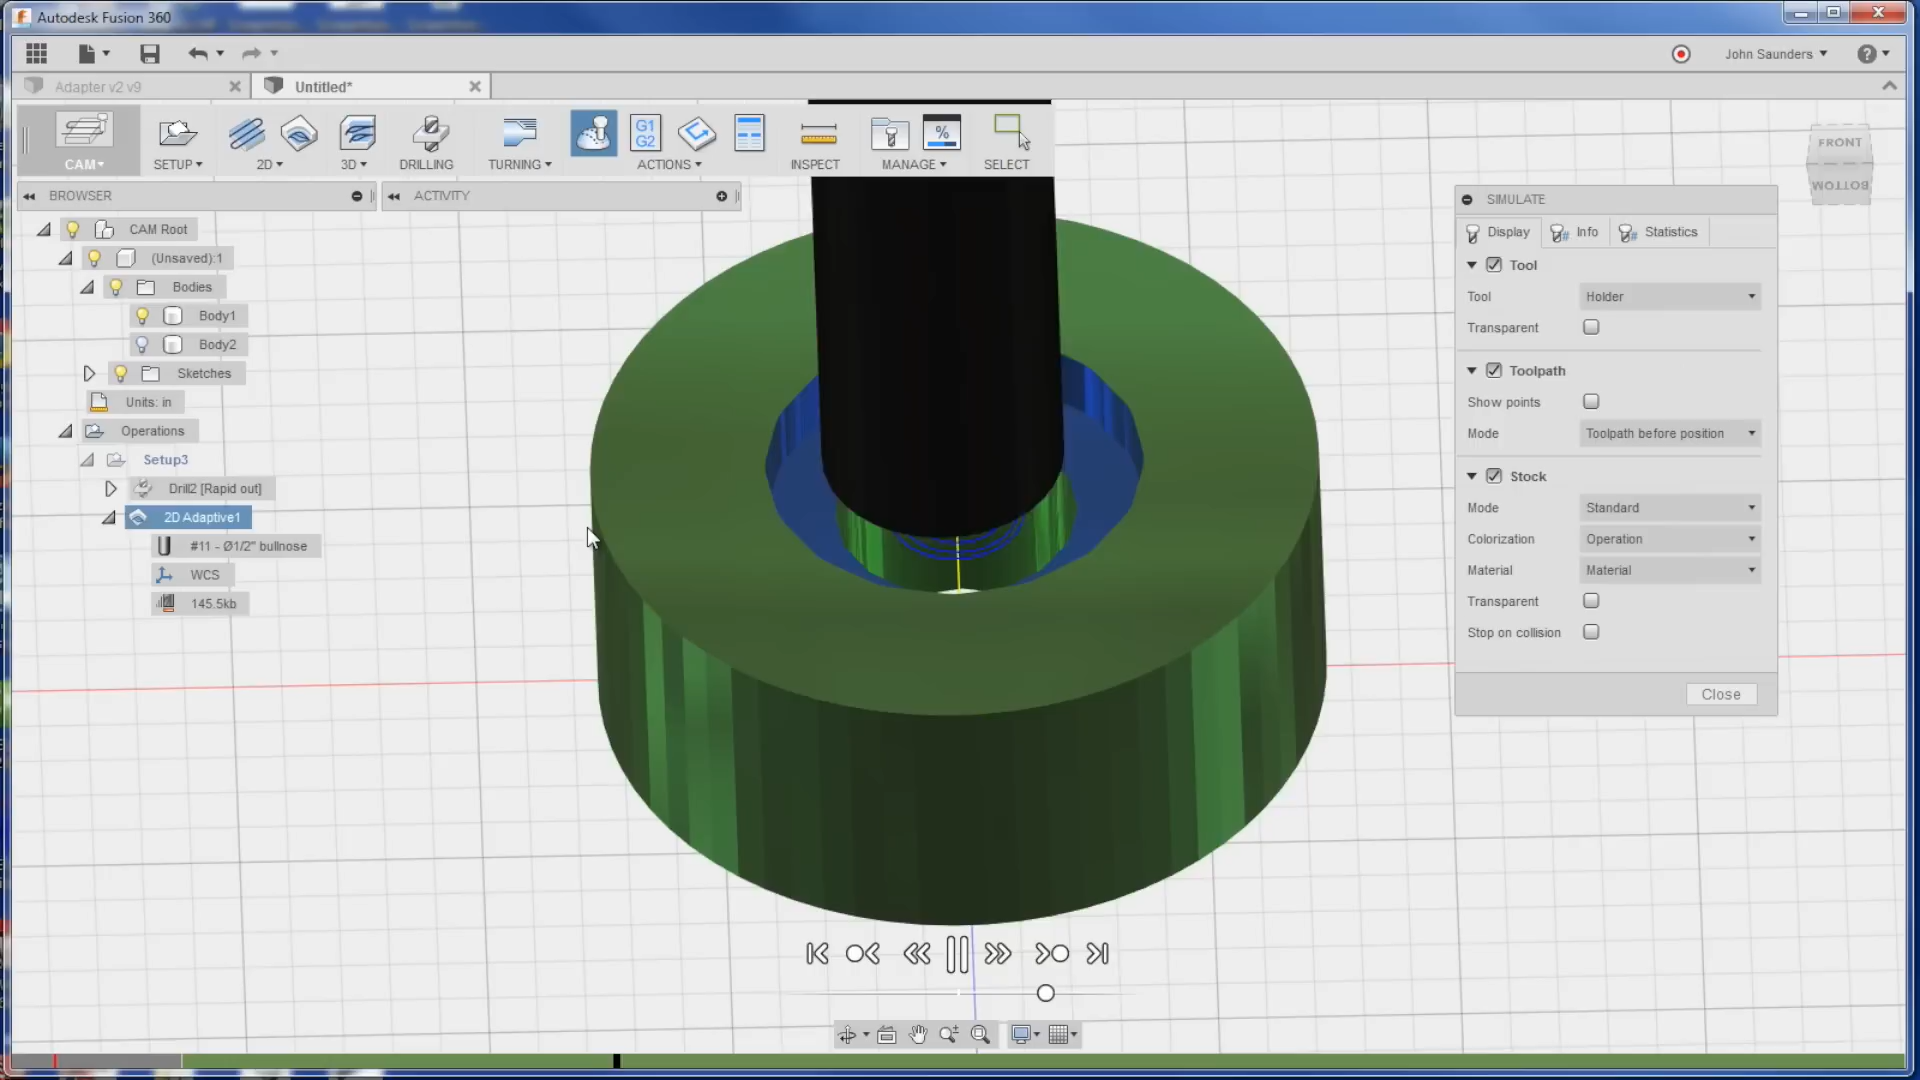 Autodesk Fusion 360
John Saunders
Adapter v2 v9
Untitled*
G1
G2
%
CAM
SETUP
2D
3D
DRILLING
TURNING
ACTIONS
INSPECT
MANAGE
SELECT
BROWSER
ACTIVITY
CAM Root
(Unsaved):1
Bodies
Body1
Body2
Sketches
Units: in
Operations
Setup3
Drill2 [Rapid out]
2D Adaptive1
#11 - Ø1/2" bullnose
WCS
145.5kb
FRONT
BOTTOM
SIMULATE
Display
Info
Statistics
Tool
Tool Holder
Transparent
Toolpath
Show points
Mode Toolpath before position
Stock
Mode Standard
Colorization Operation
Material Material
Transparent
Stop on collision
Close